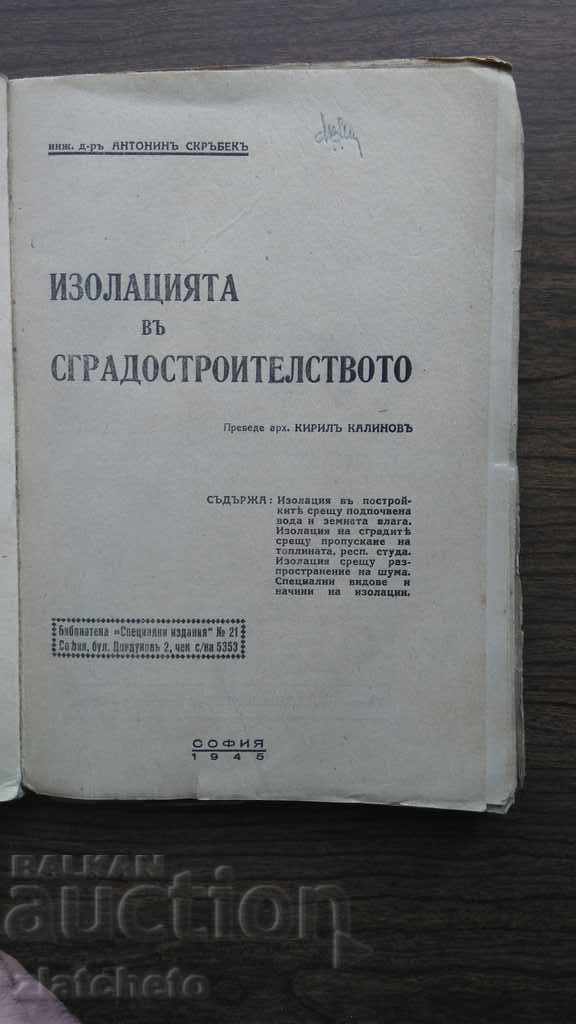 инж. д-ръ АНТОНИНЪ СКРЪБЕКЪ
ИЗОЛАЦИЯТА
ВЪ
СГРАДОСТРОИТЕЛСТВОТО
Преведе арх. КИРИЛЪ КАЛИНОВЪ
СЪДЪРЖА: Изолация въ построй-
китѣ срещу подпочвена
вода и земната влага.
Изолация на сградитѣ
срещу пропускане на
топлината, респ. студа.
Изолация срещу раз-
пространение на шума.
Специални видове и
начини на изолации.
Библиотека «Специални издания» № 21
София, бул. Дондуковъ 2, чек с/ка 5353
СОФИЯ
1945
BALKAN
auction
zlatcheto